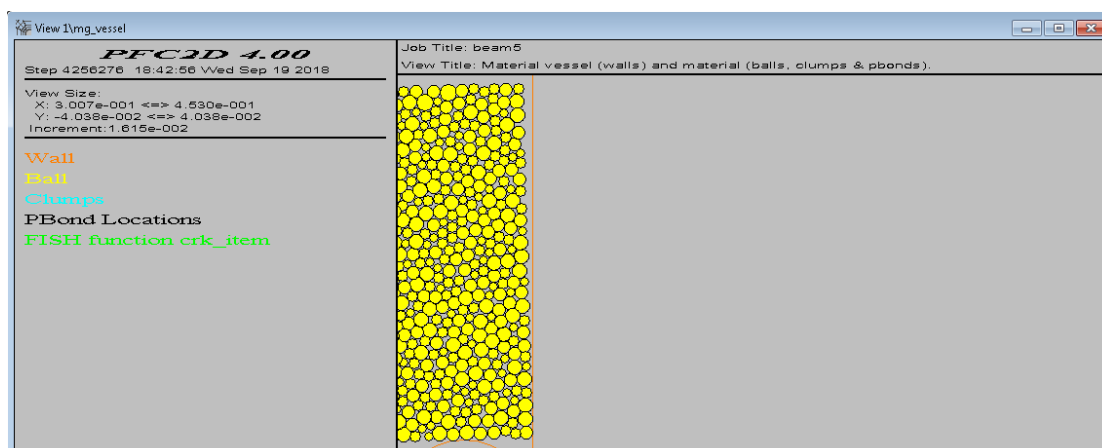 View 1\mg_vessel
PFC2D 4.00
Step 4256276 18:42:56 Wed Sep 19 2018
View Size:
X: 3.007e-001 <=> 4.530e-001
Y: -4.038e-002 <=> 4.038e-002
Increment:1.615e-002
Wall
Ball
Clumps
PBond Locations
FISH function crk_item
Job Title: beam5
View Title: Material vessel (walls) and material (balls, clumps & pbonds).